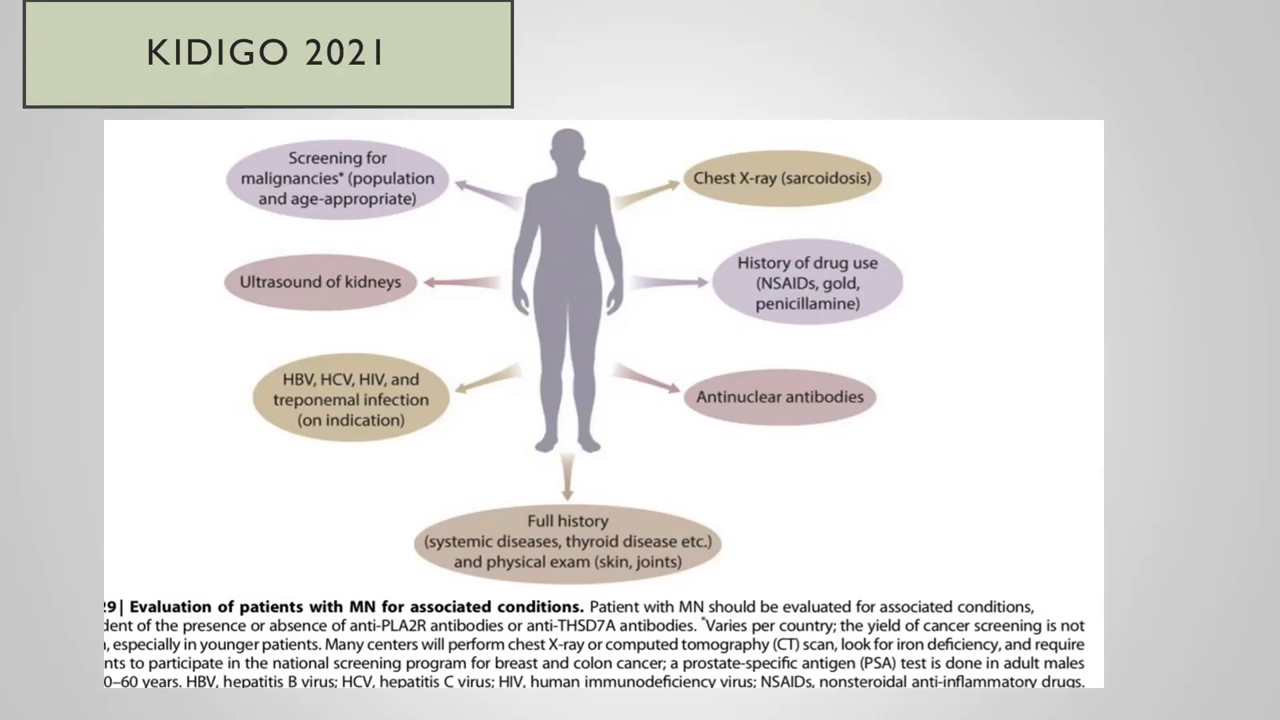 KIDIGO 2021
Screening for
malignancies* (population
and age-appropriate)
Chest X-ray (sarcoidosis)
Ultrasound of kidneys
History of drug use
(NSAIDs, gold,
penicillamine)
HBV, HCV, HIV, and
treponemal infection
(on indication)
Antinuclear antibodies
Full history
(systemic diseases, thyroid disease etc.)
and physical exam (skin, joints)
29| Evaluation of patients with MN for associated conditions. Patient with MN should be evaluated for associated conditions,
dent of the presence or absence of anti-PLA2R antibodies or anti-THSD7A antibodies. *Varies per country; the yield of cancer screening is not
, especially in younger patients. Many centers will perform chest X-ray or computed tomography (CT) scan, look for iron deficiency, and require
nts to participate in the national screening program for breast and colon cancer; a prostate-specific antigen (PSA) test is done in adult males
0–60 years. HBV, hepatitis B virus; HCV, hepatitis C virus; HIV, human immunodeficiency virus; NSAIDs, nonsteroidal anti-inflammatory drugs.